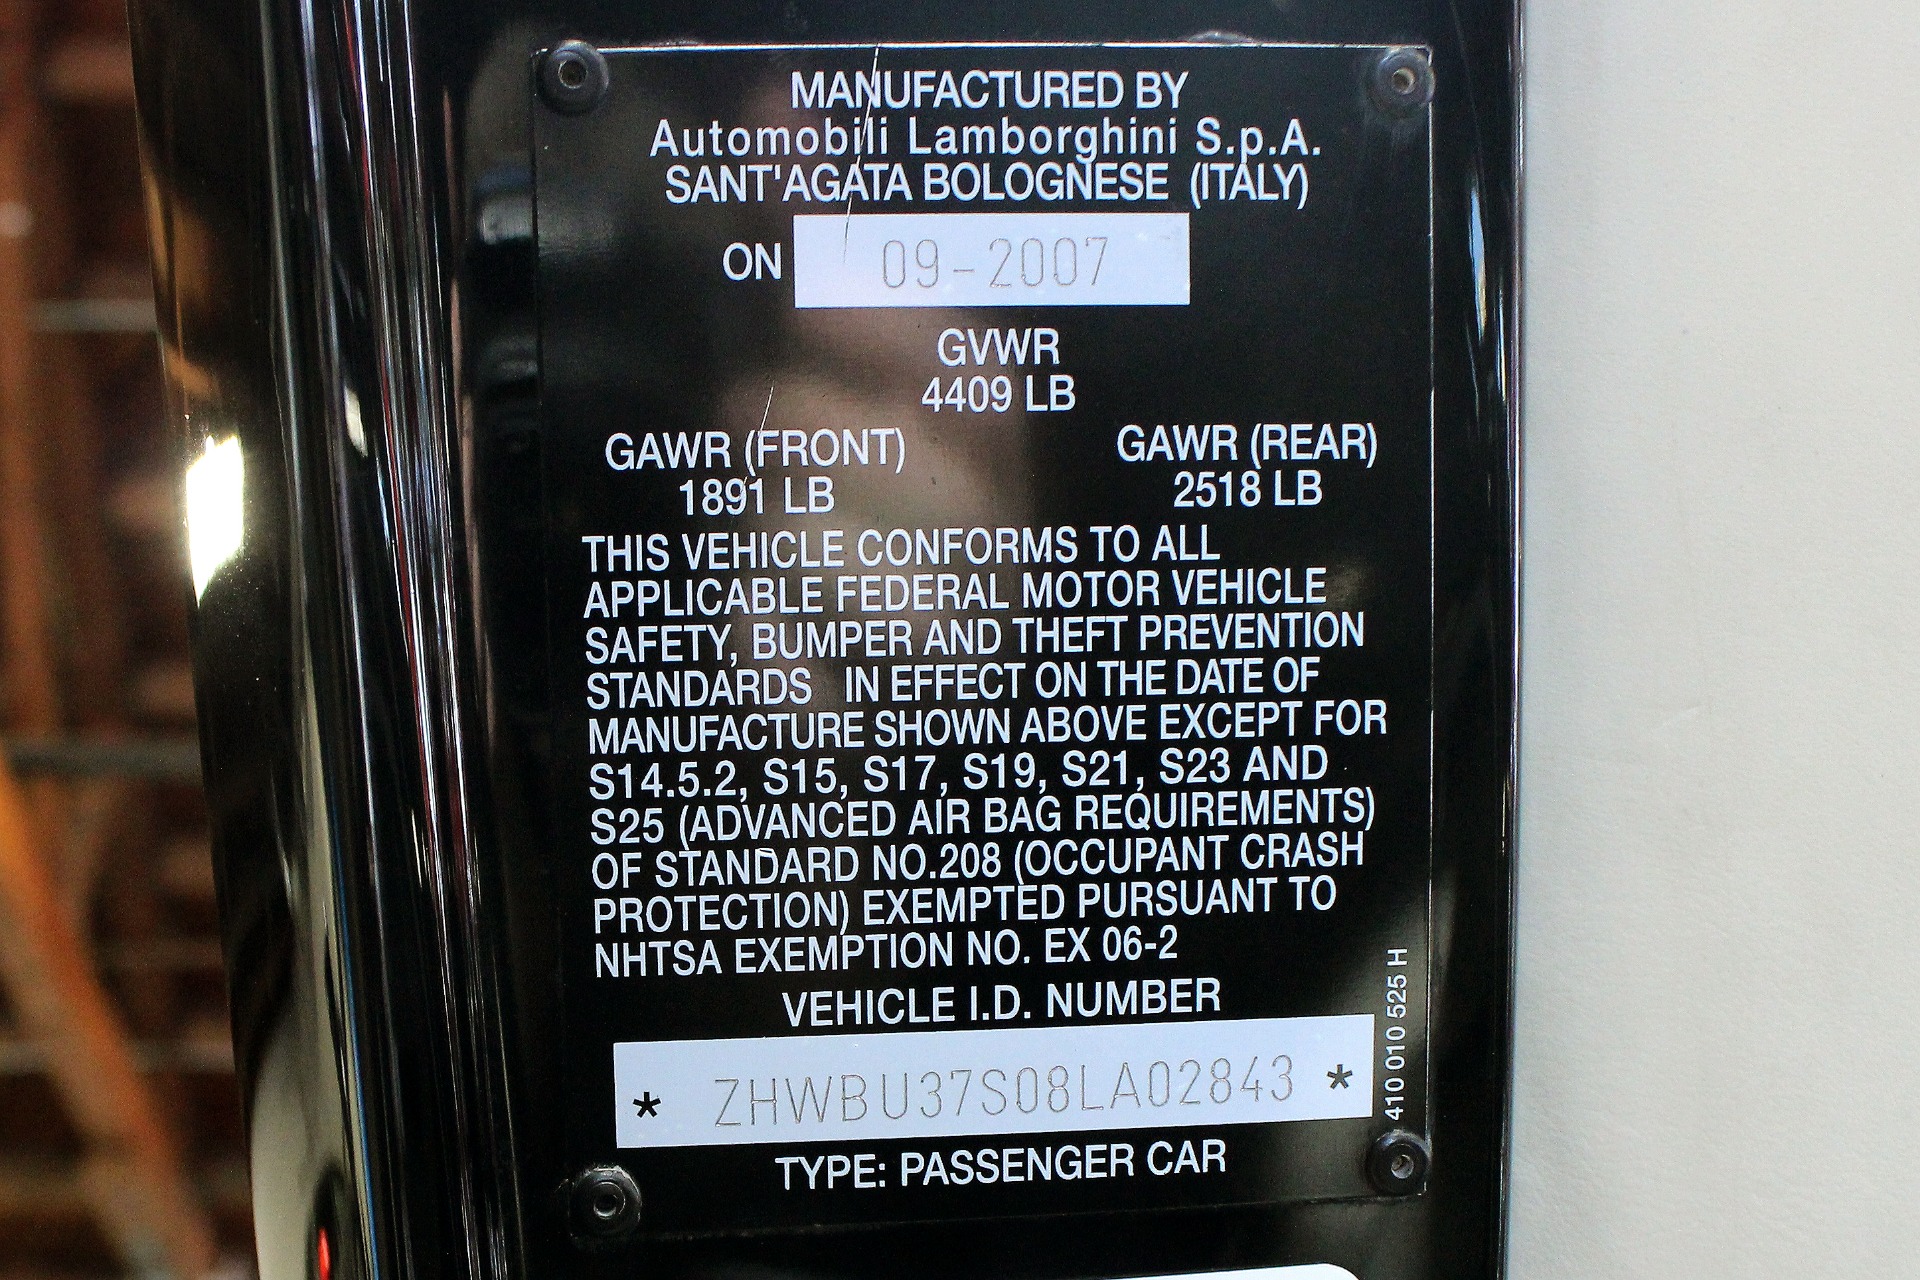 MANUFACTURED BY
Automobili Lamborghini S.p.A.
SANT'AGATA BOLOGNESE (ITALY)
ON 09-2007
GVWR
4409 LB
GAWR (FRONT) GAWR (REAR)
1891 LB 2518 LB
THIS VEHICLE CONFORMS TO ALL
APPLICABLE FEDERAL MOTOR VEHICLE
SAFETY, BUMPER AND THEFT PREVENTION
STANDARDS IN EFFECT ON THE DATE OF
MANUFACTURE SHOWN ABOVE EXCEPT FOR
S14.5.2, S15, S17, S19, S21, S23 AND
S25 (ADVANCED AIR BAG REQUIREMENTS)
OF STANDARD NO.208 (OCCUPANT CRASH
PROTECTION) EXEMPTED PURSUANT TO
NHTSA EXEMPTION NO. EX 06-2
VEHICLE I.D. NUMBER
* ZHWBU37S08LA02843 *
TYPE: PASSENGER CAR
410 010 525 H